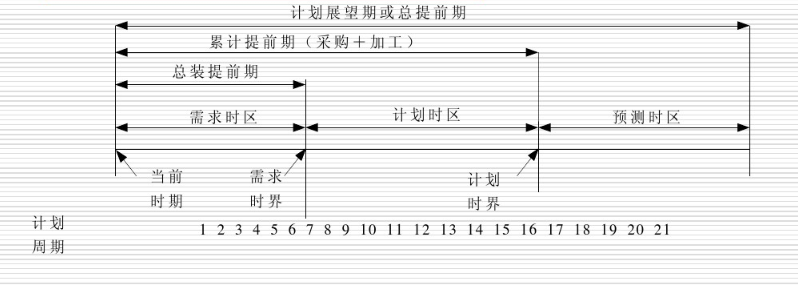 计划展望期或总提前期
累计提前期（采购＋加工）
总装提前期
需求时区 计划时区 预测时区
当前时期
需求时界
计划时界
计划周期
1 2 3 4 5 6 7 8 9 10 11 12 13 14 15 16 17 18 19 20 21